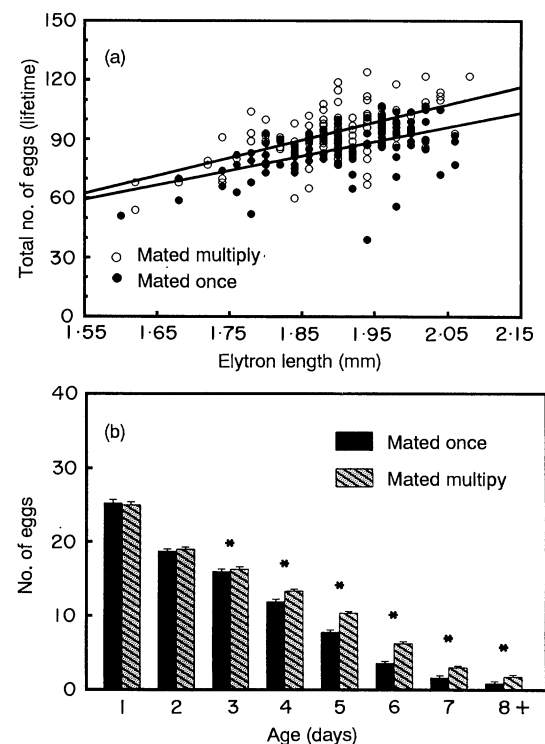 150
(a)
120
90
60
30
0
Total no. of eggs (lifetime)
Mated multiply
Mated once
1·55 1·65 1·75 1·85 1·95 2·05 2·15
Elytron length (mm)
40
(b)
30
20
10
0
No. of eggs
Mated once
Mated multipy
* * * * * *
1 2 3 4 5 6 7 8+
Age (days)